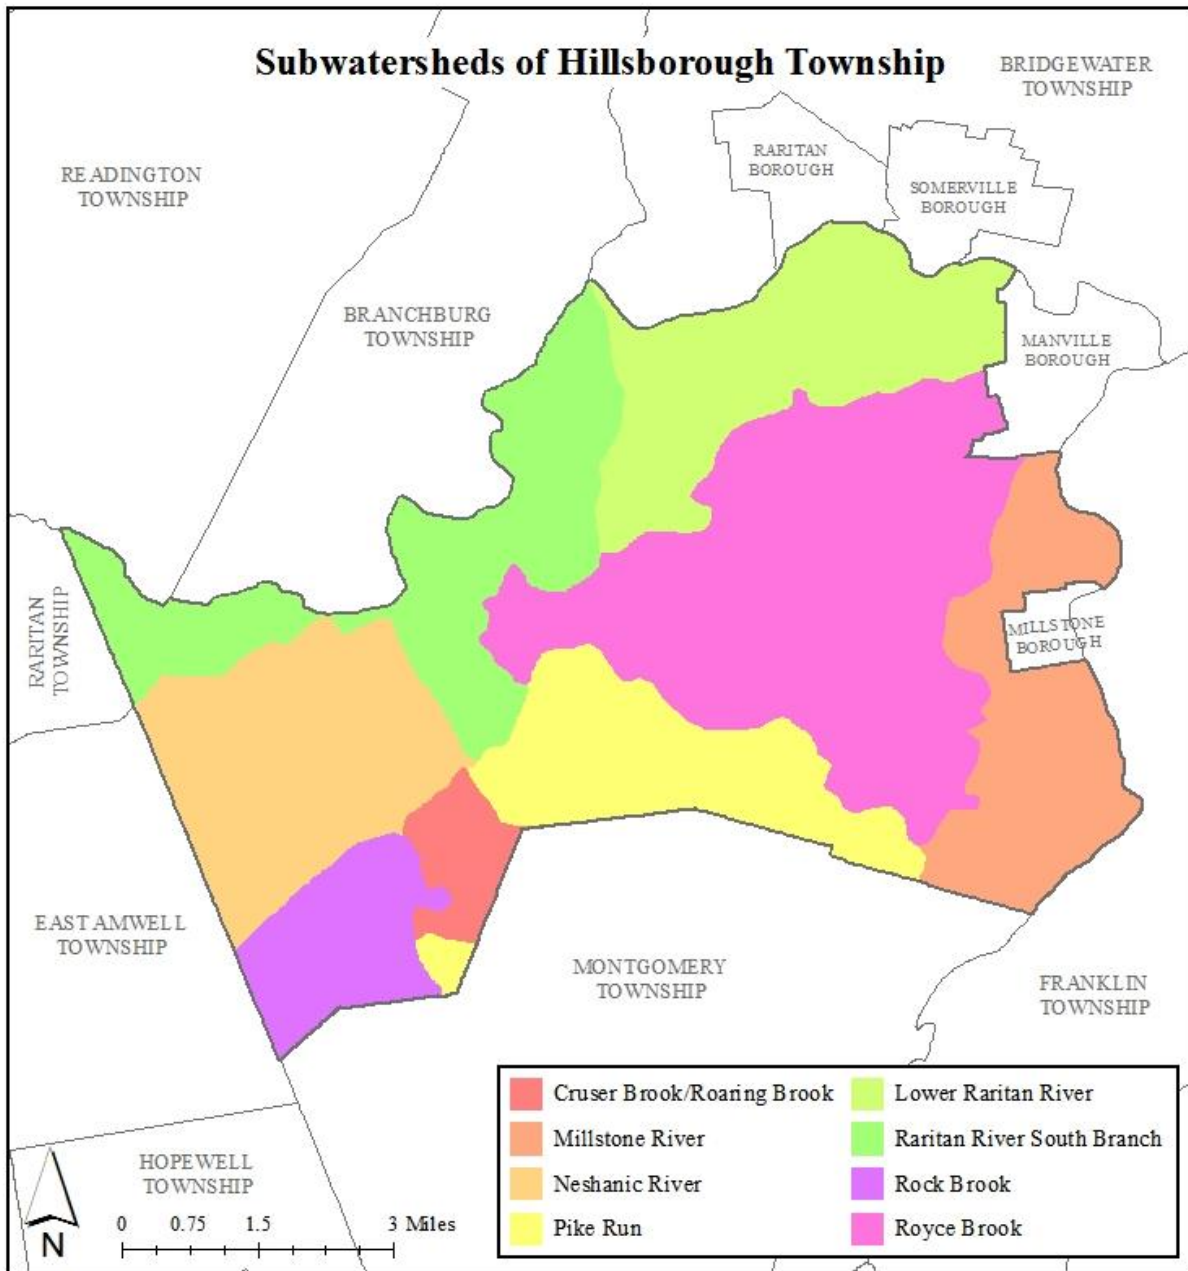 Subwatersheds of Hillsborough Township
BRIDGEWATER
TOWNSHIP
RARITAN
BOROUGH
READINGTON
TOWNSHIP
SOMERVILLE
BOROUGH
BRANCHBURG
TOWNSHIP
MANVILLE
BOROUGH
RARITAN
TOWNSHIP
MILLSTONE
BOROUGH
EAST AMWELL
TOWNSHIP
MONTGOMERY
TOWNSHIP
FRANKLIN
TOWNSHIP
HOPEWELL
TOWNSHIP
N
0 0.75 1.5 3 Miles
Cruser Brook/Roaring Brook
Millstone River
Neshanic River
Pike Run
Lower Raritan River
Raritan River South Branch
Rock Brook
Royce Brook